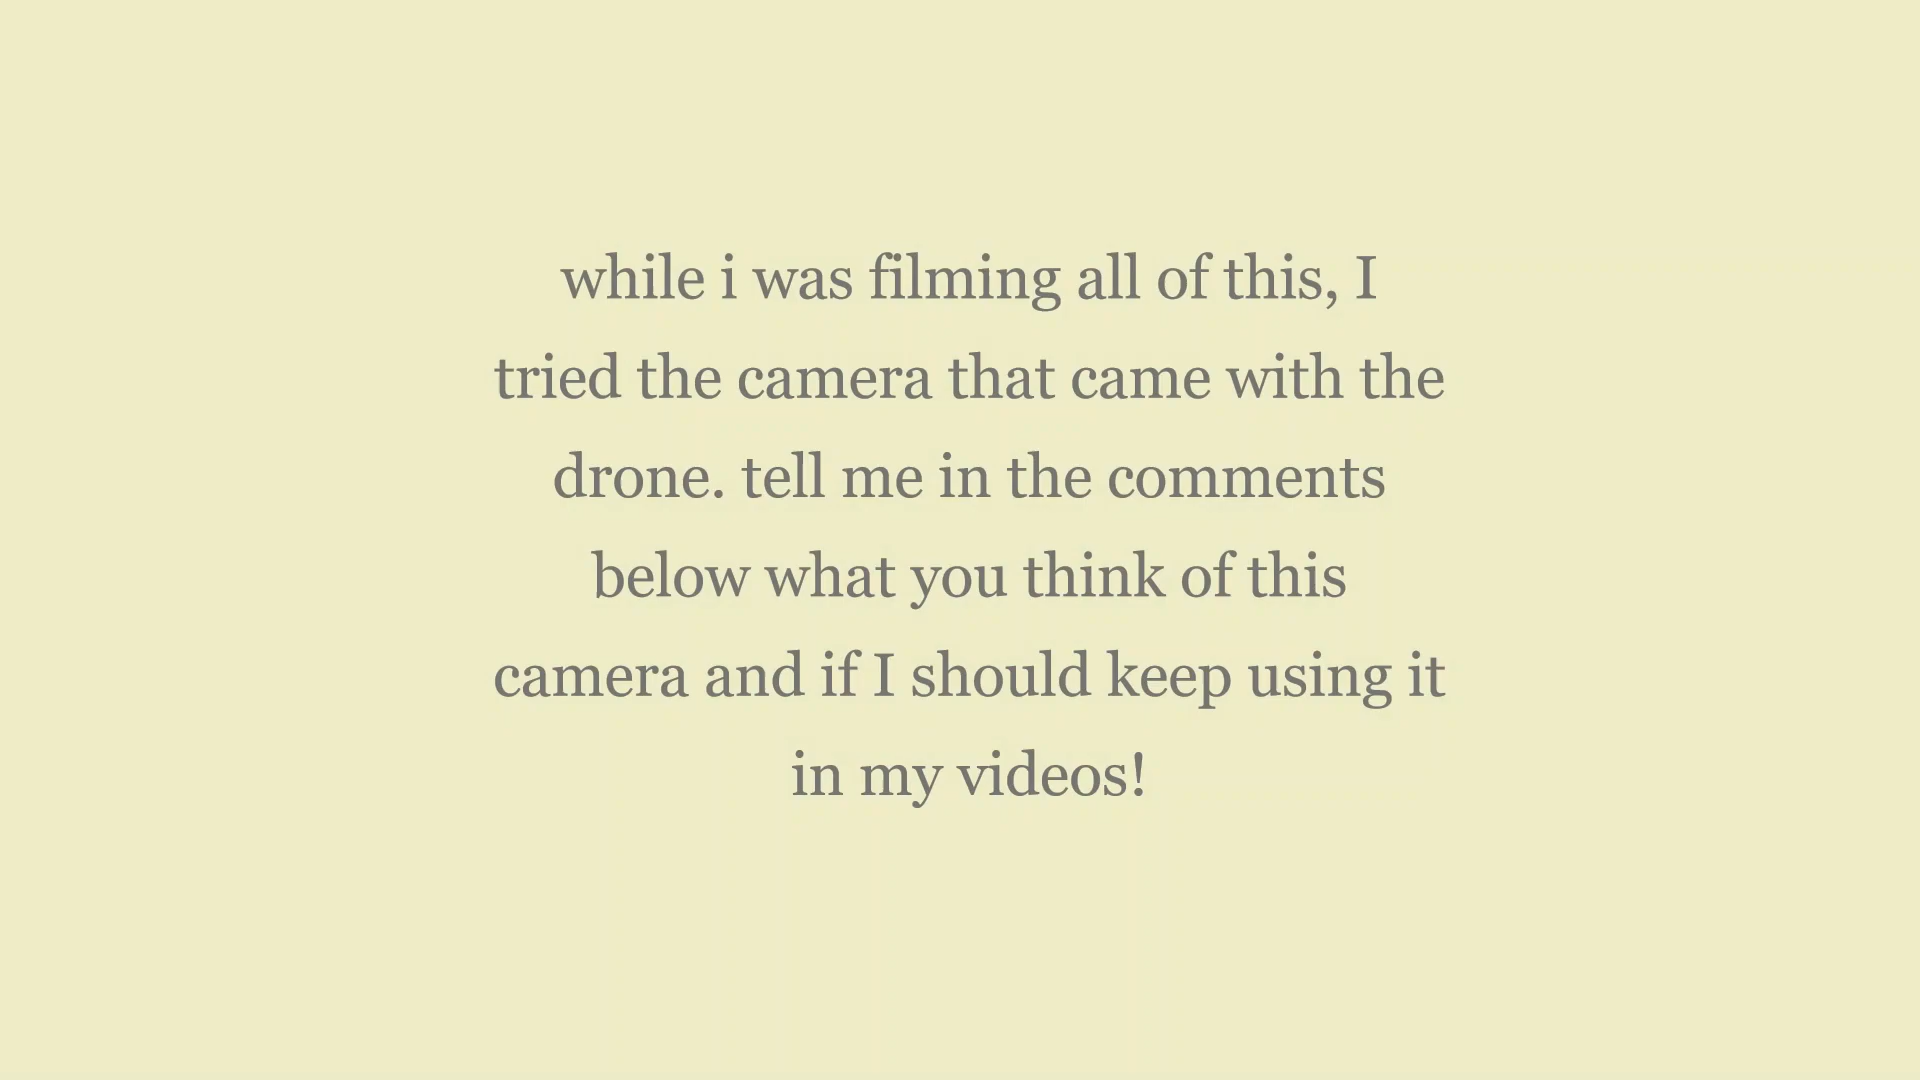 while i was filming all of this, I
tried the camera that came with the
drone. tell me in the comments
below what you think of this
camera and if I should keep using it
in my videos!